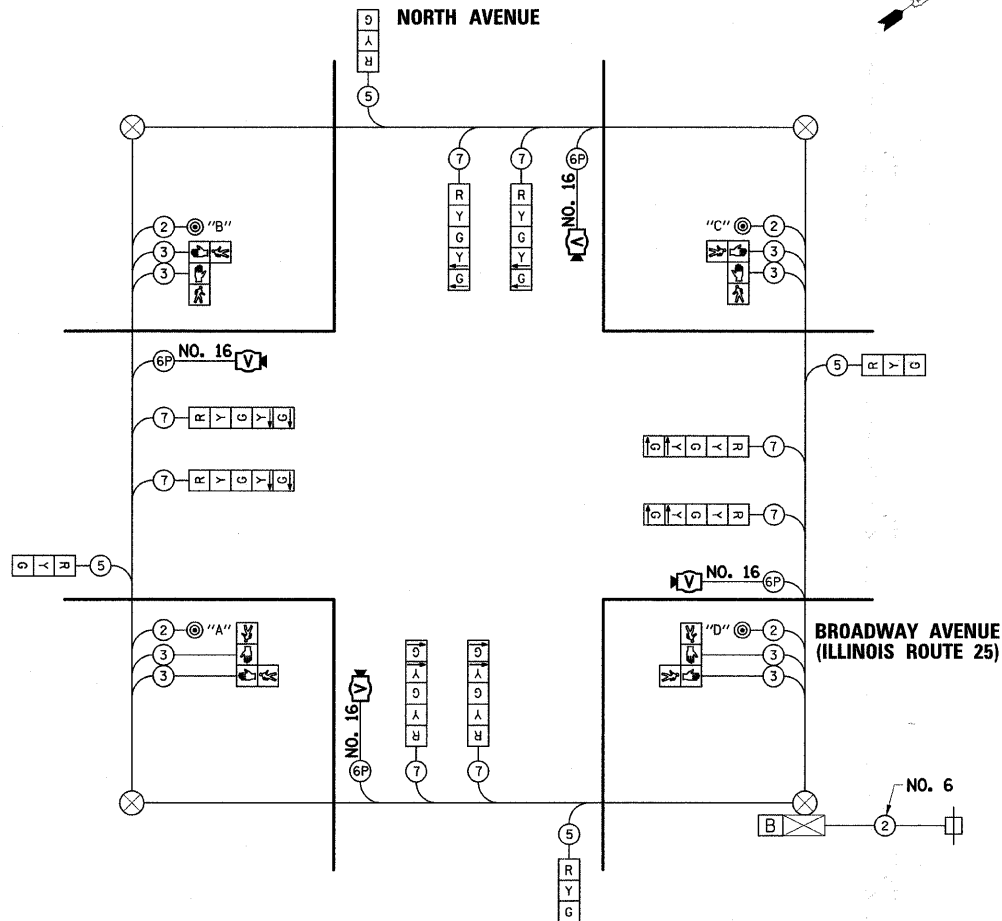 NORTH AVENUE
G
Y
R
5
7
7
6P
R
Y
G
Y
G
R
Y
G
Y
G
NO. 16
V
2 "B"
3
3
"C" 2
3
3
6P NO. 16 V
5 R Y G
7 R Y G Y G
G Y G Y R 7
7 R Y G Y G
G Y G Y R 7
G Y R 5
V NO. 16 6P
2 "A"
3
3
"D" 2
3
3
BROADWAY AVENUE
(ILLINOIS ROUTE 25)
G
Y
G
Y
R
G
Y
G
Y
R
V
NO. 16
6P
7
7
NO. 6
B
2
5
R
Y
G